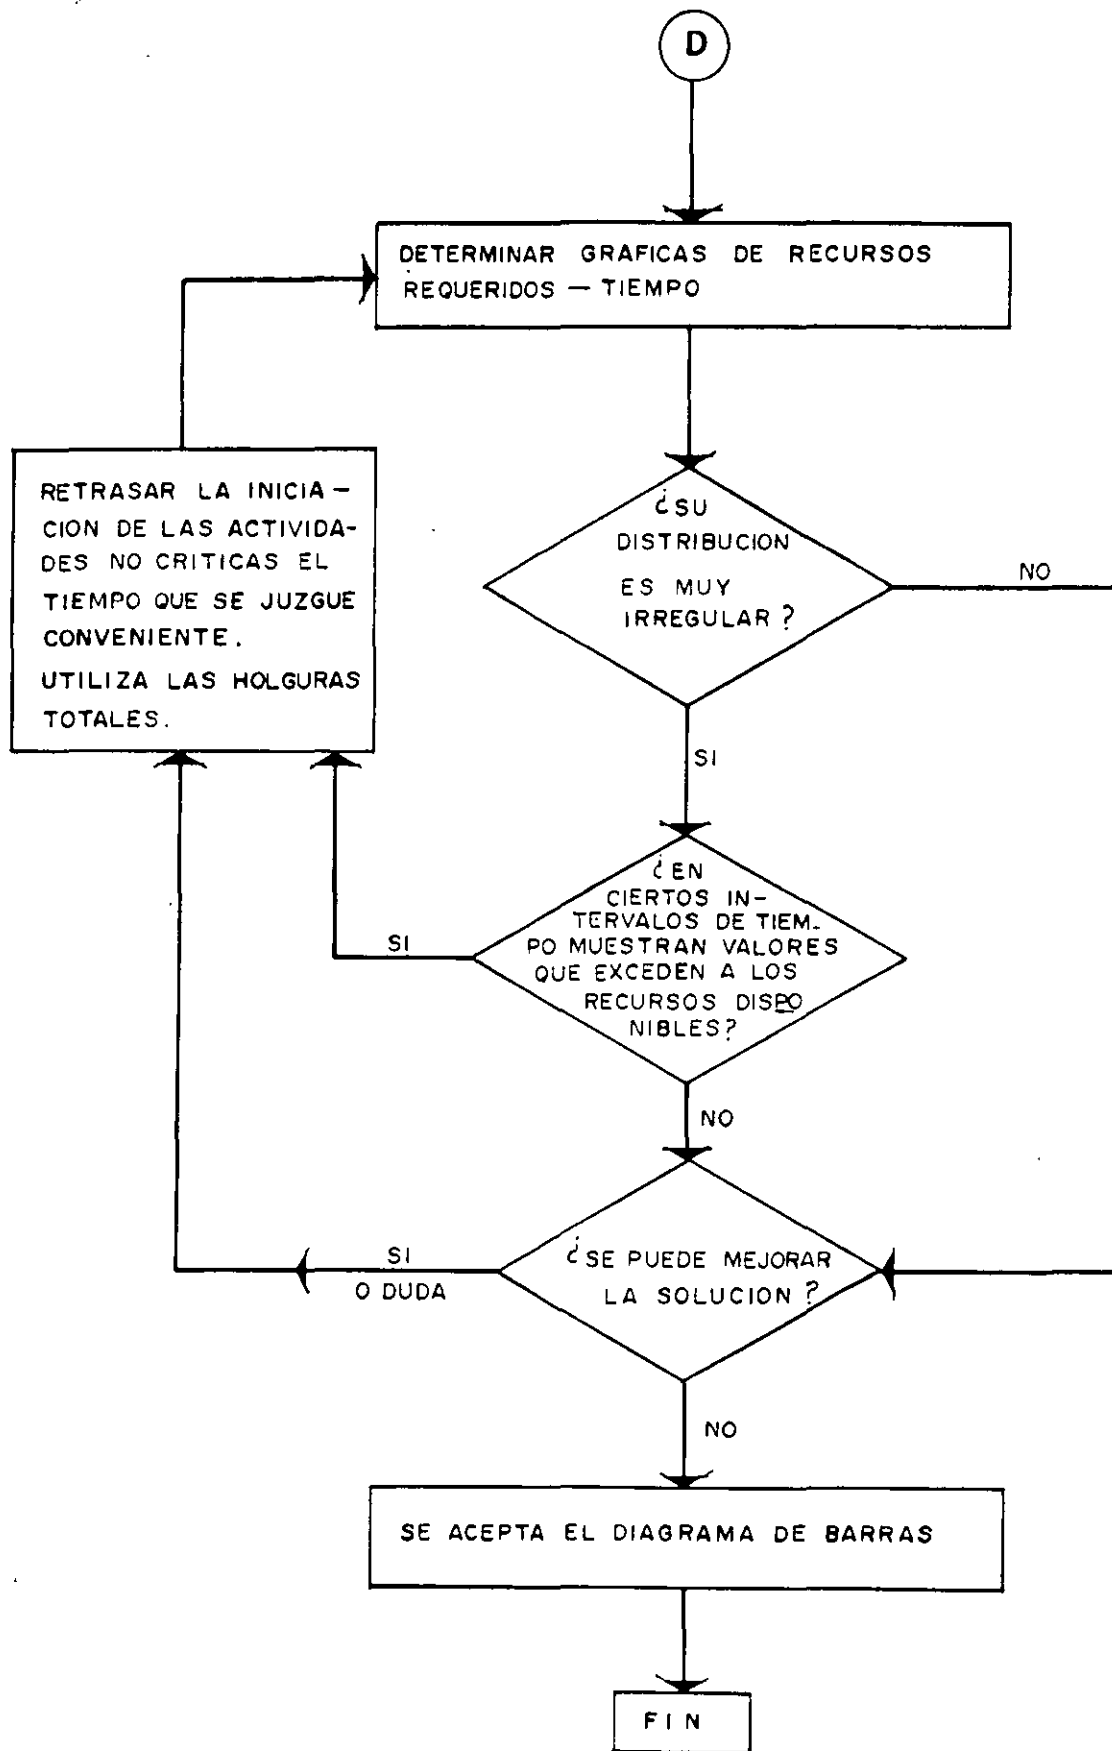 D
DETERMINAR GRAFICAS DE RECURSOS
REQUERIDOS — TIEMPO
RETRASAR LA INICIA-
CION DE LAS ACTIVIDA-
DES NO CRITICAS EL
TIEMPO QUE SE JUZGUE
CONVENIENTE.
UTILIZA LAS HOLGURAS
TOTALES.
¿SU
DISTRIBUCION
ES MUY
IRREGULAR?
NO
SI
¿EN
CIERTOS IN-
TERVALOS DE TIEM-
PO MUESTRAN VALORES
QUE EXCEDEN A LOS
RECURSOS DISPO
NIBLES?
SI
NO
¿SE PUEDE MEJORAR
LA SOLUCION?
SI
O DUDA
NO
SE ACEPTA EL DIAGRAMA DE BARRAS
FIN